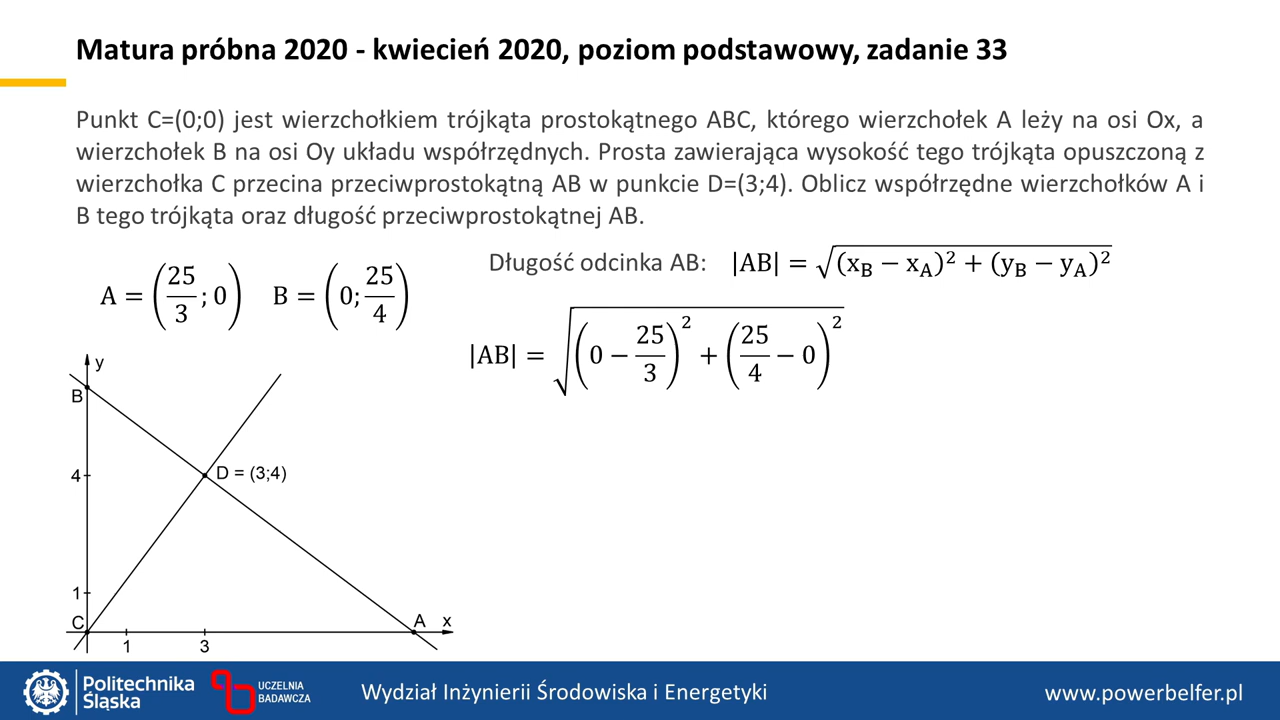 Matura próbna 2020 - kwiecień 2020, poziom podstawowy, zadanie 33
Punkt C=(0;0) jest wierzchołkiem trójkąta prostokątnego ABC, którego wierzchołek A leży na osi Ox, a
wierzchołek B na osi Oy układu współrzędnych. Prosta zawierająca wysokość tego trójkąta opuszczoną z
wierzchołka C przecina przeciwprostokątną AB w punkcie D=(3;4). Oblicz współrzędne wierzchołków A i
B tego trójkąta oraz długość przeciwprostokątnej AB.
A = (25/3 ; 0) B = (0; 25/4)
Długość odcinka AB: |AB| = √((x_B − x_A)² + (y_B − y_A)²)
|AB| = √((0 − 25/3)² + (25/4 − 0)²)
y
B
4
D = (3;4)
1
C
A x
1 3
Politechnika Śląska
UCZELNIA BADAWCZA
Wydział Inżynierii Środowiska i Energetyki
www.powerbelfer.pl